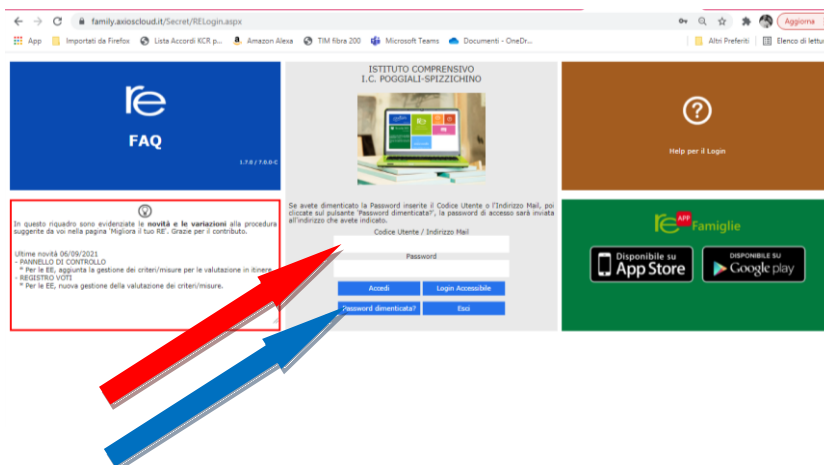 family.axioscloud.it/Secret/RELogin.aspx
Aggiorna
App
Importati da Firefox
Lista Accordi KCR p...
Amazon Alexa
TIM fibra 200
Microsoft Teams
Documenti - OneDr...
Altri Preferiti
Elenco di lettur
re
FAQ
1.7.0 / 7.0.0-C
In questo riquadro sono evidenziate le novità e le variazioni alla procedura
suggerite da voi nella pagina 'Migliora il tuo RE'. Grazie per il contributo.
Ultime novità 06/09/2021
- PANNELLO DI CONTROLLO
* Per le EE, aggiunta la gestione dei criteri/misure per le valutazione in itinere.
- REGISTRO VOTI
* Per le EE, nuova gestione della valutazione dei criteri/misure.
ISTITUTO COMPRENSIVO
I.C. POGGIALI-SPIZZICHINO
Se avete dimenticato la Password inserite il Codice Utente o l'Indirizzo Mail, poi
cliccate sul pulsante 'Password dimenticata?', la password di accesso sarà inviata
all'indirizzo che avete indicato.
Codice Utente / Indirizzo Mail
Password
Accedi
Login Accessibile
Password dimenticata?
Esci
Help per il Login
re APP Famiglie
Disponibile su
App Store
DISPONIBILE SU
Google play